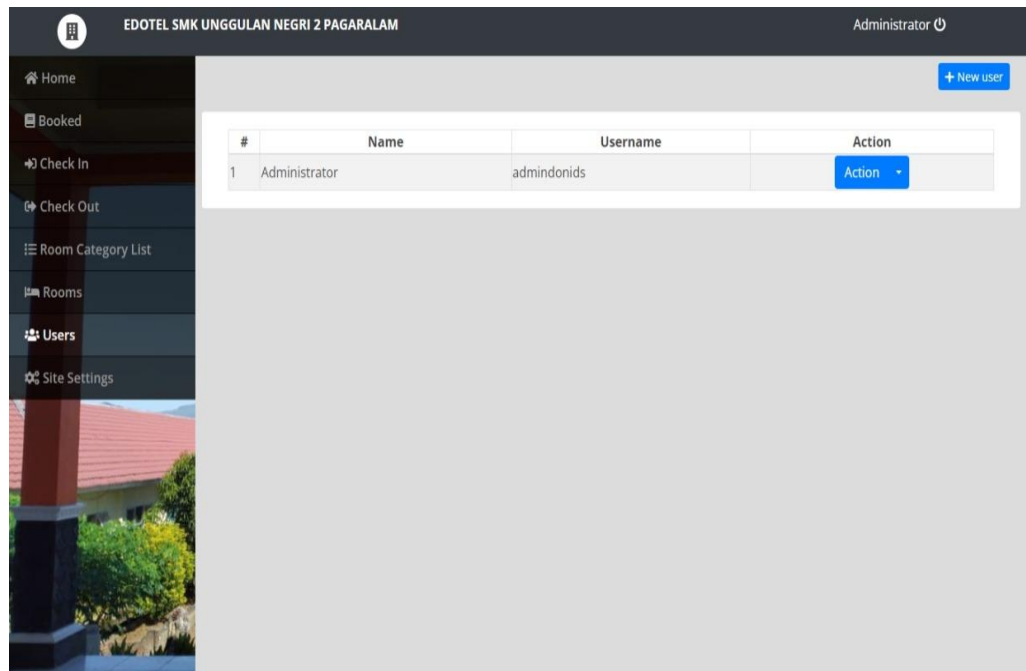 EDOTEL SMK UNGGULAN NEGRI 2 PAGARALAM
Administrator
Home
Booked
Check In
Check Out
Room Category List
Rooms
Users
Site Settings
+ New user
# Name Username Action
1 Administrator admindonids Action